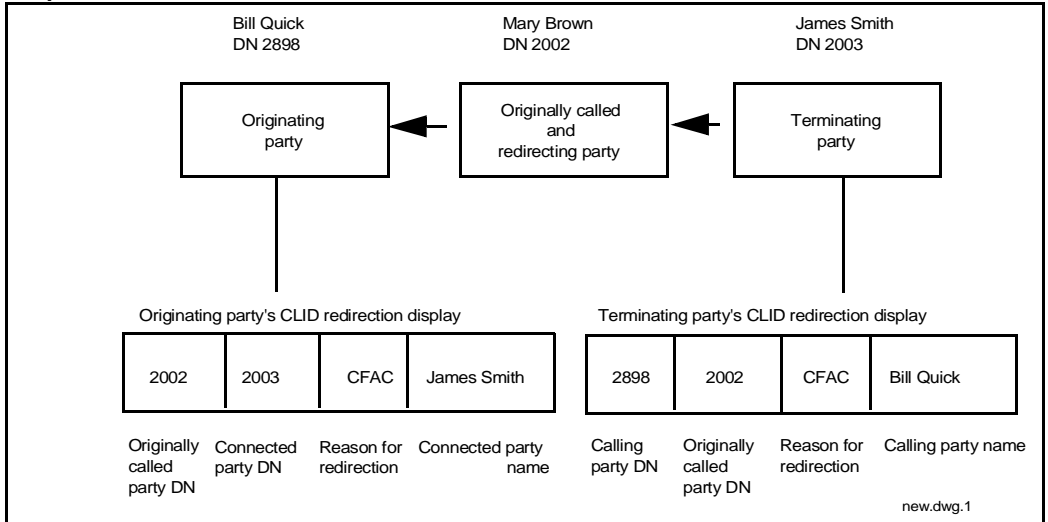 Bill Quick
DN 2898
Mary Brown
DN 2002
James Smith
DN 2003
Originating
party
Originally called
and
redirecting party
Terminating
party
Originating party's CLID redirection display
Terminating party's CLID redirection display
2002 2003 CFAC James Smith
2898 2002 CFAC Bill Quick
Originally
called
party DN
Connected
party DN
Reason for
redirection
Connected party
name
Calling
party DN
Originally
called
party DN
Reason for
redirection
Calling party name
new.dwg.1